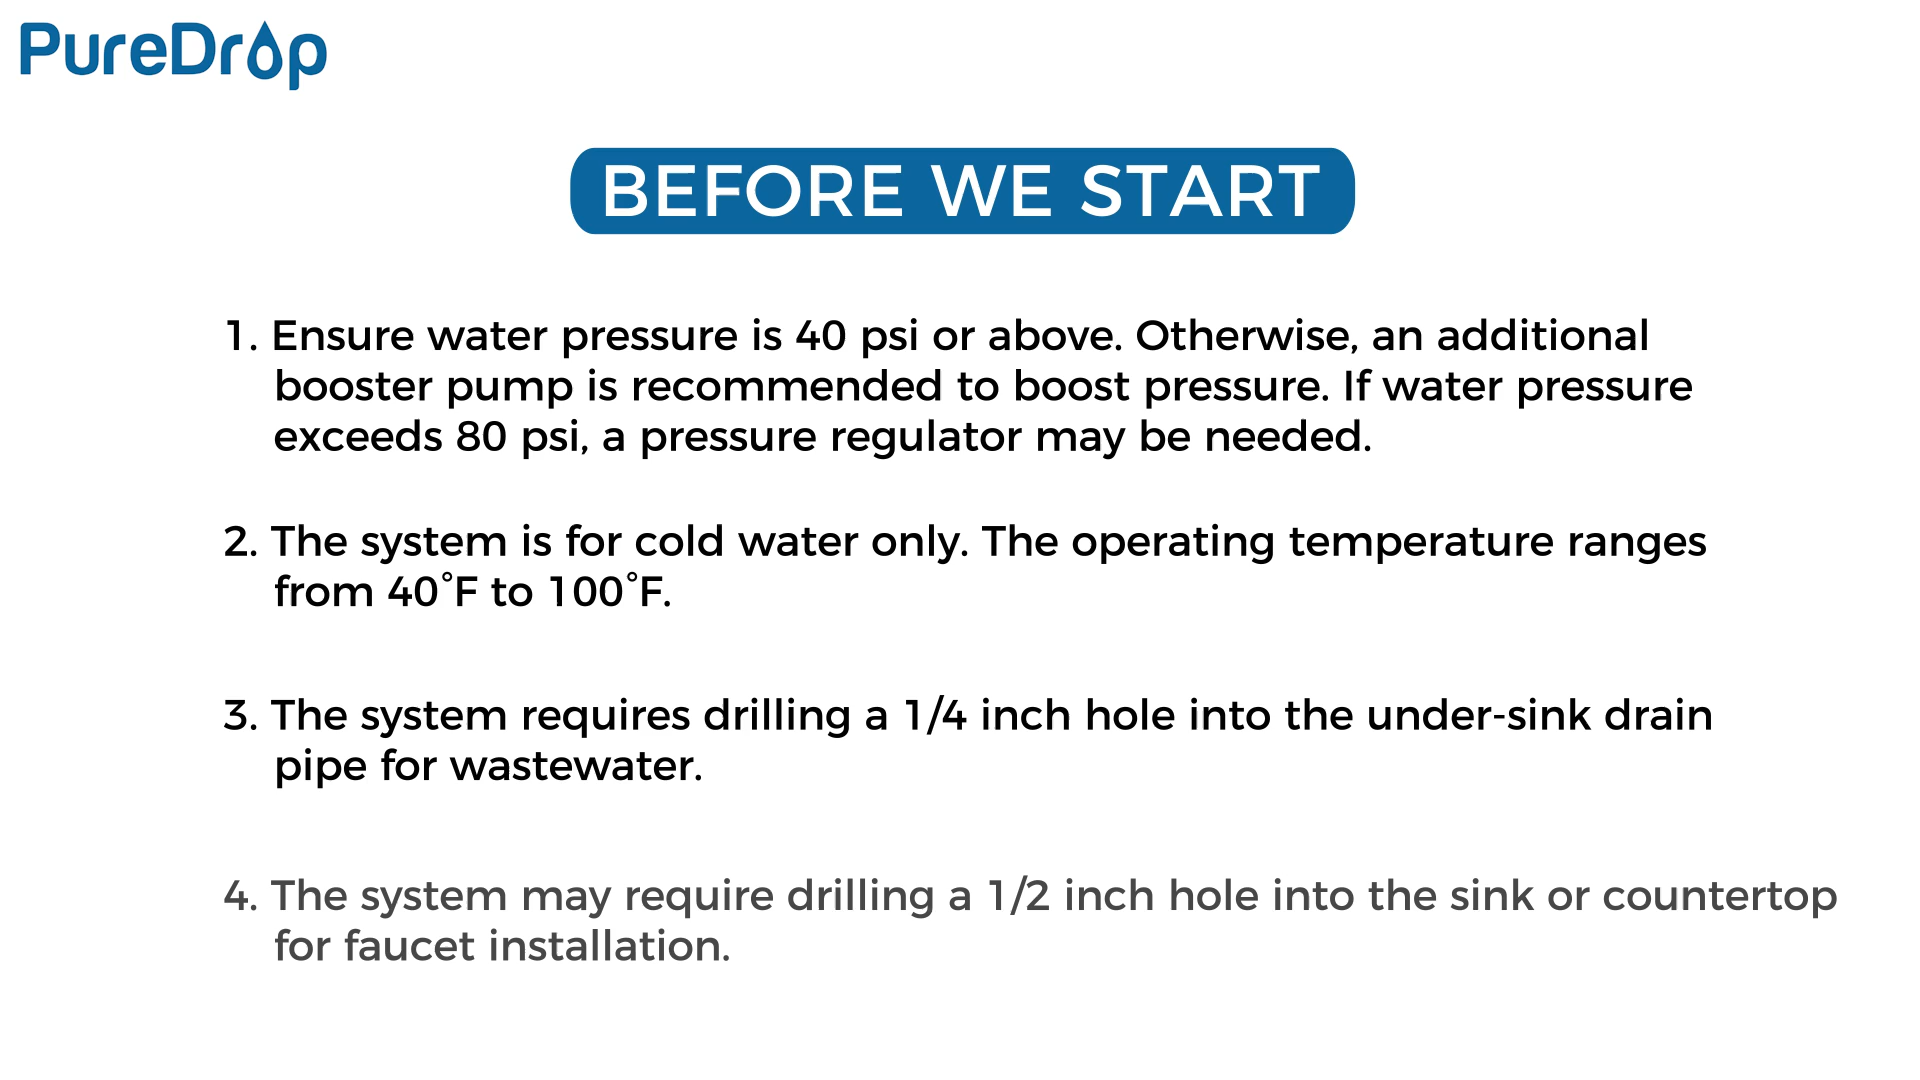 PureDrop
BEFORE WE START
1. Ensure water pressure is 40 psi or above. Otherwise, an additional
booster pump is recommended to boost pressure. If water pressure
exceeds 80 psi, a pressure regulator may be needed.
2. The system is for cold water only. The operating temperature ranges
from 40°F to 100°F.
3. The system requires drilling a 1/4 inch hole into the under-sink drain
pipe for wastewater.
4. The system may require drilling a 1/2 inch hole into the sink or countertop
for faucet installation.